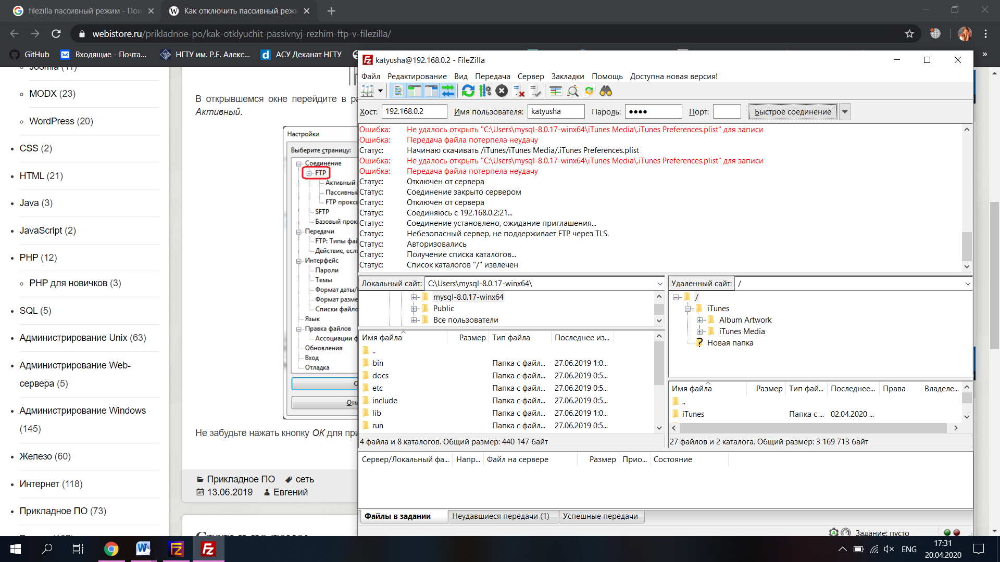 filezilla пассивный режим - Пои
Как отключить пассивный режи
webistore.ru/prikladnoe-po/kak-otklyuchit-passivnyj-rezhim-ftp-v-filezilla/
GitHub
Входящие - Почта...
НГТУ им. Р.Е. Алекс...
АСУ Деканат НГТУ
»
Joomla (11)
MODX (23)
WordPress (20)
CSS (2)
HTML (21)
Java (3)
JavaScript (2)
PHP (12)
PHP для новичков (3)
SQL (5)
Администрирование Unix (63)
Администрирование Web-
сервера (5)
Администрирование Windows
(145)
Железо (60)
Интернет (118)
Прикладное ПО (73)
В открывшемся окне перейдите в ра
Активный.
Настройки
Выберите страницу:
Соединение
FTP
Активный
Пассивны
FTP прокс
SFTP
Базовый прок
Передачи
FTP: Типы фай
Действие, есл
Интерфейс
Пароли
Темы
Формат даты/
Формат разме
Списки файло
Язык
Правка файлов
Ассоциации ф
Обновления
Вход
Отладка
О
Отм
Не забудьте нажать кнопку ОК для при
Прикладное ПО сеть
13.06.2019 Евгений
Статьи по теме:
katyusha@192.168.0.2 - FileZilla
Файл Редактирование Вид Передача Сервер Закладки Помощь Доступна новая версия!
Хост: 192.168.0.2 Имя пользователя: katyusha Пароль: ●●●● Порт: Быстрое соединение
Ошибка: Не удалось открыть "C:\Users\mysql-8.0.17-winx64\iTunes Media\.iTunes Preferences.plist" для записи
Ошибка: Передача файла потерпела неудачу
Статус: Начинаю скачивать /iTunes/iTunes Media/.iTunes Preferences.plist
Ошибка: Не удалось открыть "C:\Users\mysql-8.0.17-winx64\iTunes Media\.iTunes Preferences.plist" для записи
Ошибка: Передача файла потерпела неудачу
Статус: Отключен от сервера
Статус: Соединение закрыто сервером
Статус: Отключен от сервера
Статус: Соединяюсь с 192.168.0.2:21...
Статус: Соединение установлено, ожидание приглашения...
Статус: Небезопасный сервер, не поддерживает FTP через TLS.
Статус: Авторизовались
Статус: Получение списка каталогов...
Статус: Список каталогов "/" извлечен
Локальный сайт: C:\Users\mysql-8.0.17-winx64\
mysql-8.0.17-winx64
Public
Все пользователи
Имя файла Размер Тип файла Последнее из...
..
bin Папка с файл... 27.06.2019 1:0...
docs Папка с файл... 27.06.2019 0:5...
etc Папка с файл... 27.06.2019 0:5...
include Папка с файл... 27.06.2019 0:5...
lib Папка с файл... 27.06.2019 1:0...
run Папка с файл... 27.06.2019 0:5...
4 файла и 8 каталогов. Общий размер: 440 147 байт
Удаленный сайт: /
/
iTunes
Album Artwork
iTunes Media
Новая папка
Имя файла Размер Тип фай... Последнее... Права Владеле...
..
iTunes Папка с ... 02.04.2020 ...
27 файлов и 2 каталога. Общий размер: 3 169 713 байт
Сервер/Локальный фа... Напр... Файл на сервере Размер Прио... Состояние
Файлы в задании Неудавшиеся передачи (1) Успешные передачи
Задание: пусто
ENG
17:31
20.04.2020